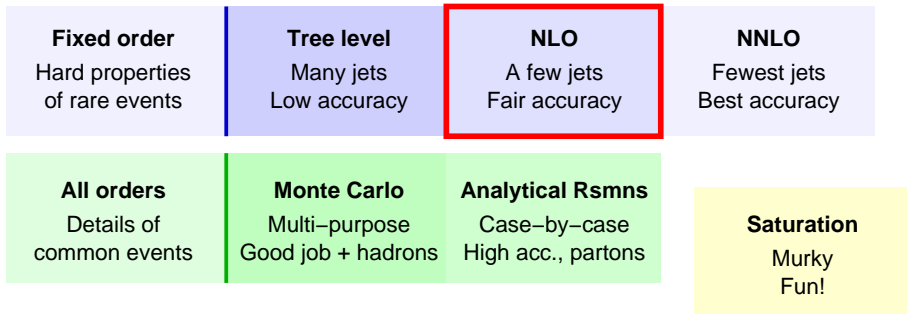 Fixed order
Hard properties
of rare events
Tree level
Many jets
Low accuracy
NLO
A few jets
Fair accuracy
NNLO
Fewest jets
Best accuracy
All orders
Details of
common events
Monte Carlo
Multi−purpose
Good job + hadrons
Analytical Rsmns
Case−by−case
High acc., partons
Saturation
Murky
Fun!